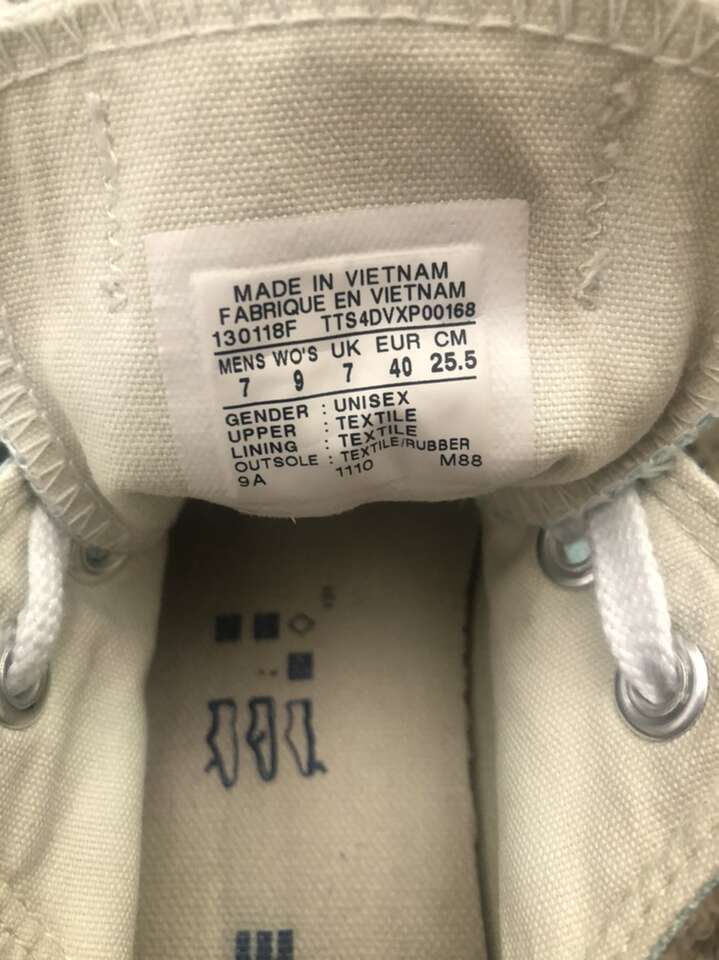 MADE IN VIETNAM
FABRIQUE EN VIETNAM
130118F TTS4DVXP00168
MENS WO'S UK EUR CM
7 9 7 40 25.5
GENDER : UNISEX
UPPER : TEXTILE
LINING : TEXTILE
OUTSOLE : TEXTILE/RUBBER
9A 1110 M88